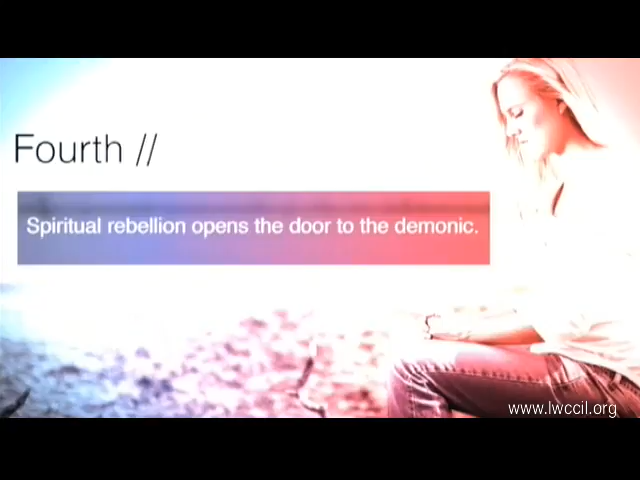 Fourth //
Spiritual rebellion opens the door to the demonic.
www.lwccil.org